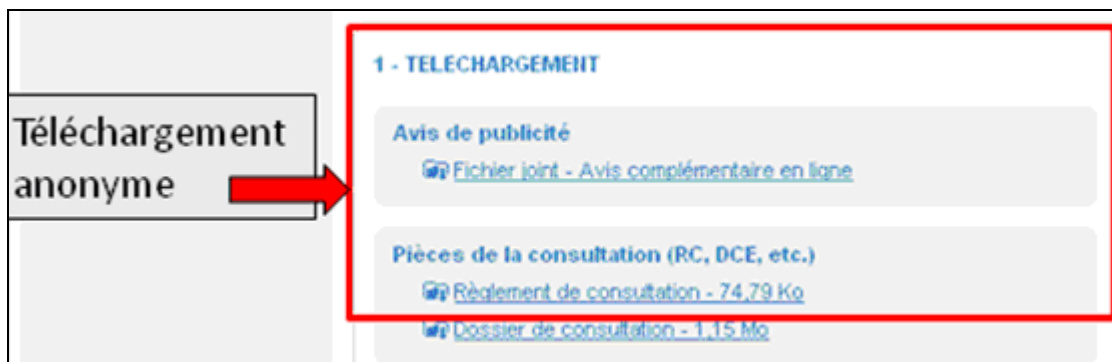 1 - TELECHARGEMENT
Téléchargement
anonyme
Avis de publicité
Fichier joint - Avis complémentaire en ligne
Pièces de la consultation (RC, DCE, etc.)
Règlement de consultation - 74,79 Ko
Dossier de consultation - 1,15 Mo